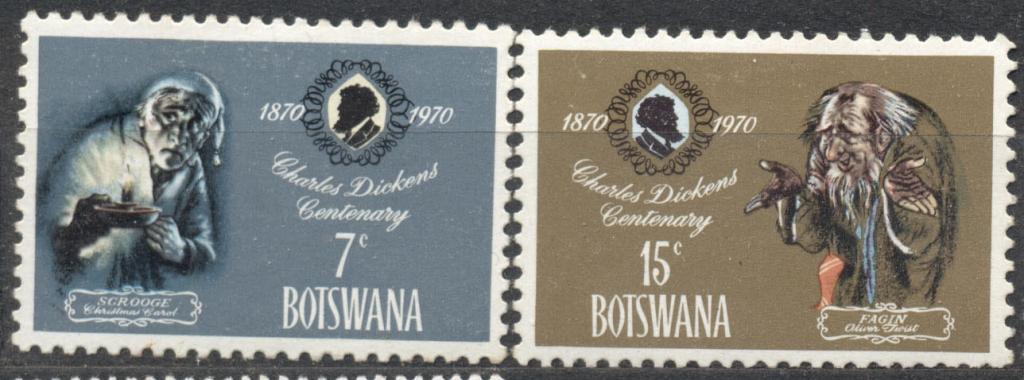 1870 1970
Charles Dickens
Centenary
7c
BOTSWANA
SCROOGE
Christmas Carol
1870 1970
Charles Dickens
Centenary
15c
BOTSWANA
FAGIN
Oliver Twist